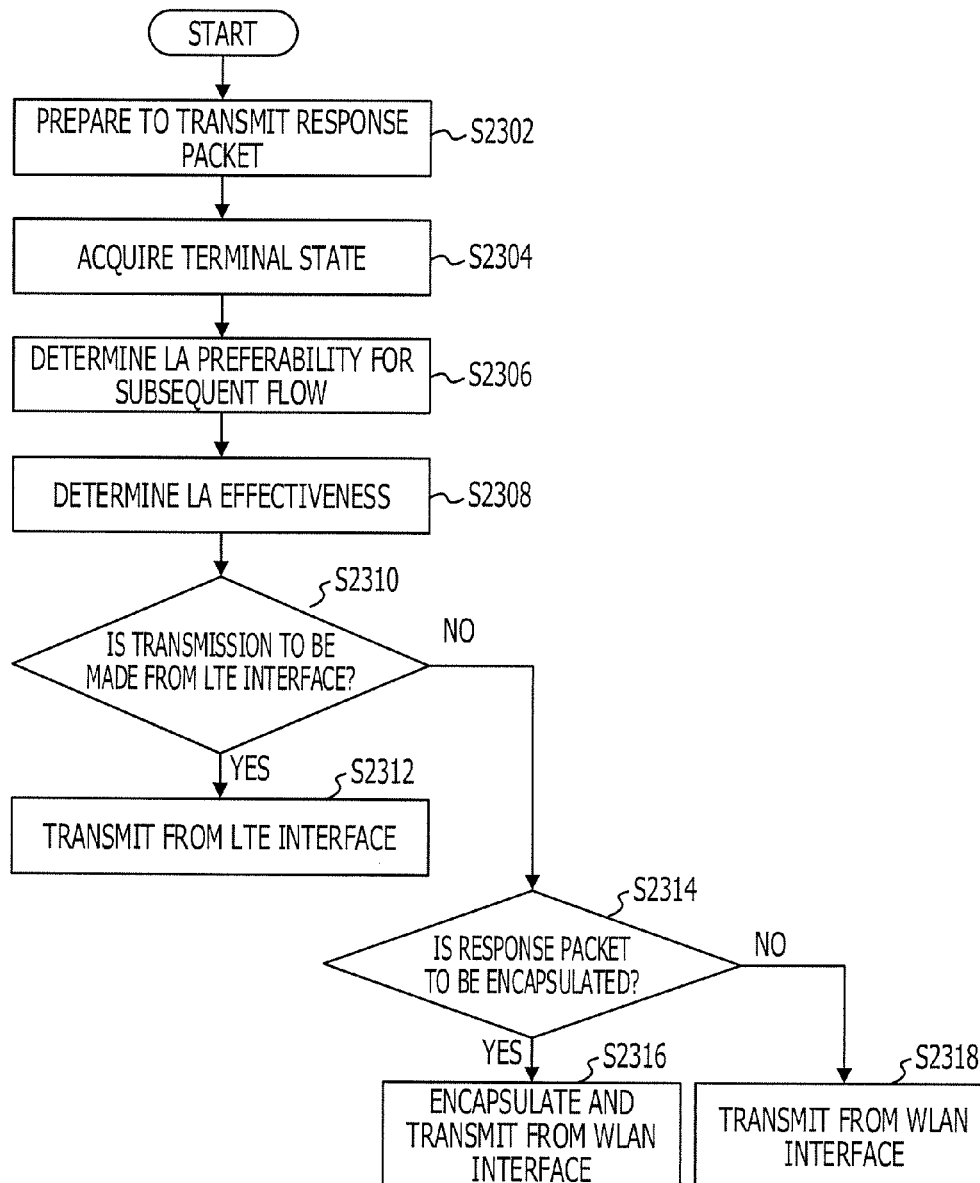 START
PREPARE TO TRANSMIT RESPONSE
PACKET
S2302
ACQUIRE TERMINAL STATE
S2304
DETERMINE LA PREFERABILITY FOR
SUBSEQUENT FLOW
S2306
DETERMINE LA EFFECTIVENESS
S2308
S2310
IS TRANSMISSION TO BE
MADE FROM LTE INTERFACE?
NO
YES
S2312
TRANSMIT FROM LTE INTERFACE
S2314
IS RESPONSE PACKET
TO BE ENCAPSULATED?
NO
YES
S2316
ENCAPSULATE AND
TRANSMIT FROM WLAN
INTERFACE
S2318
TRANSMIT FROM WLAN
INTERFACE